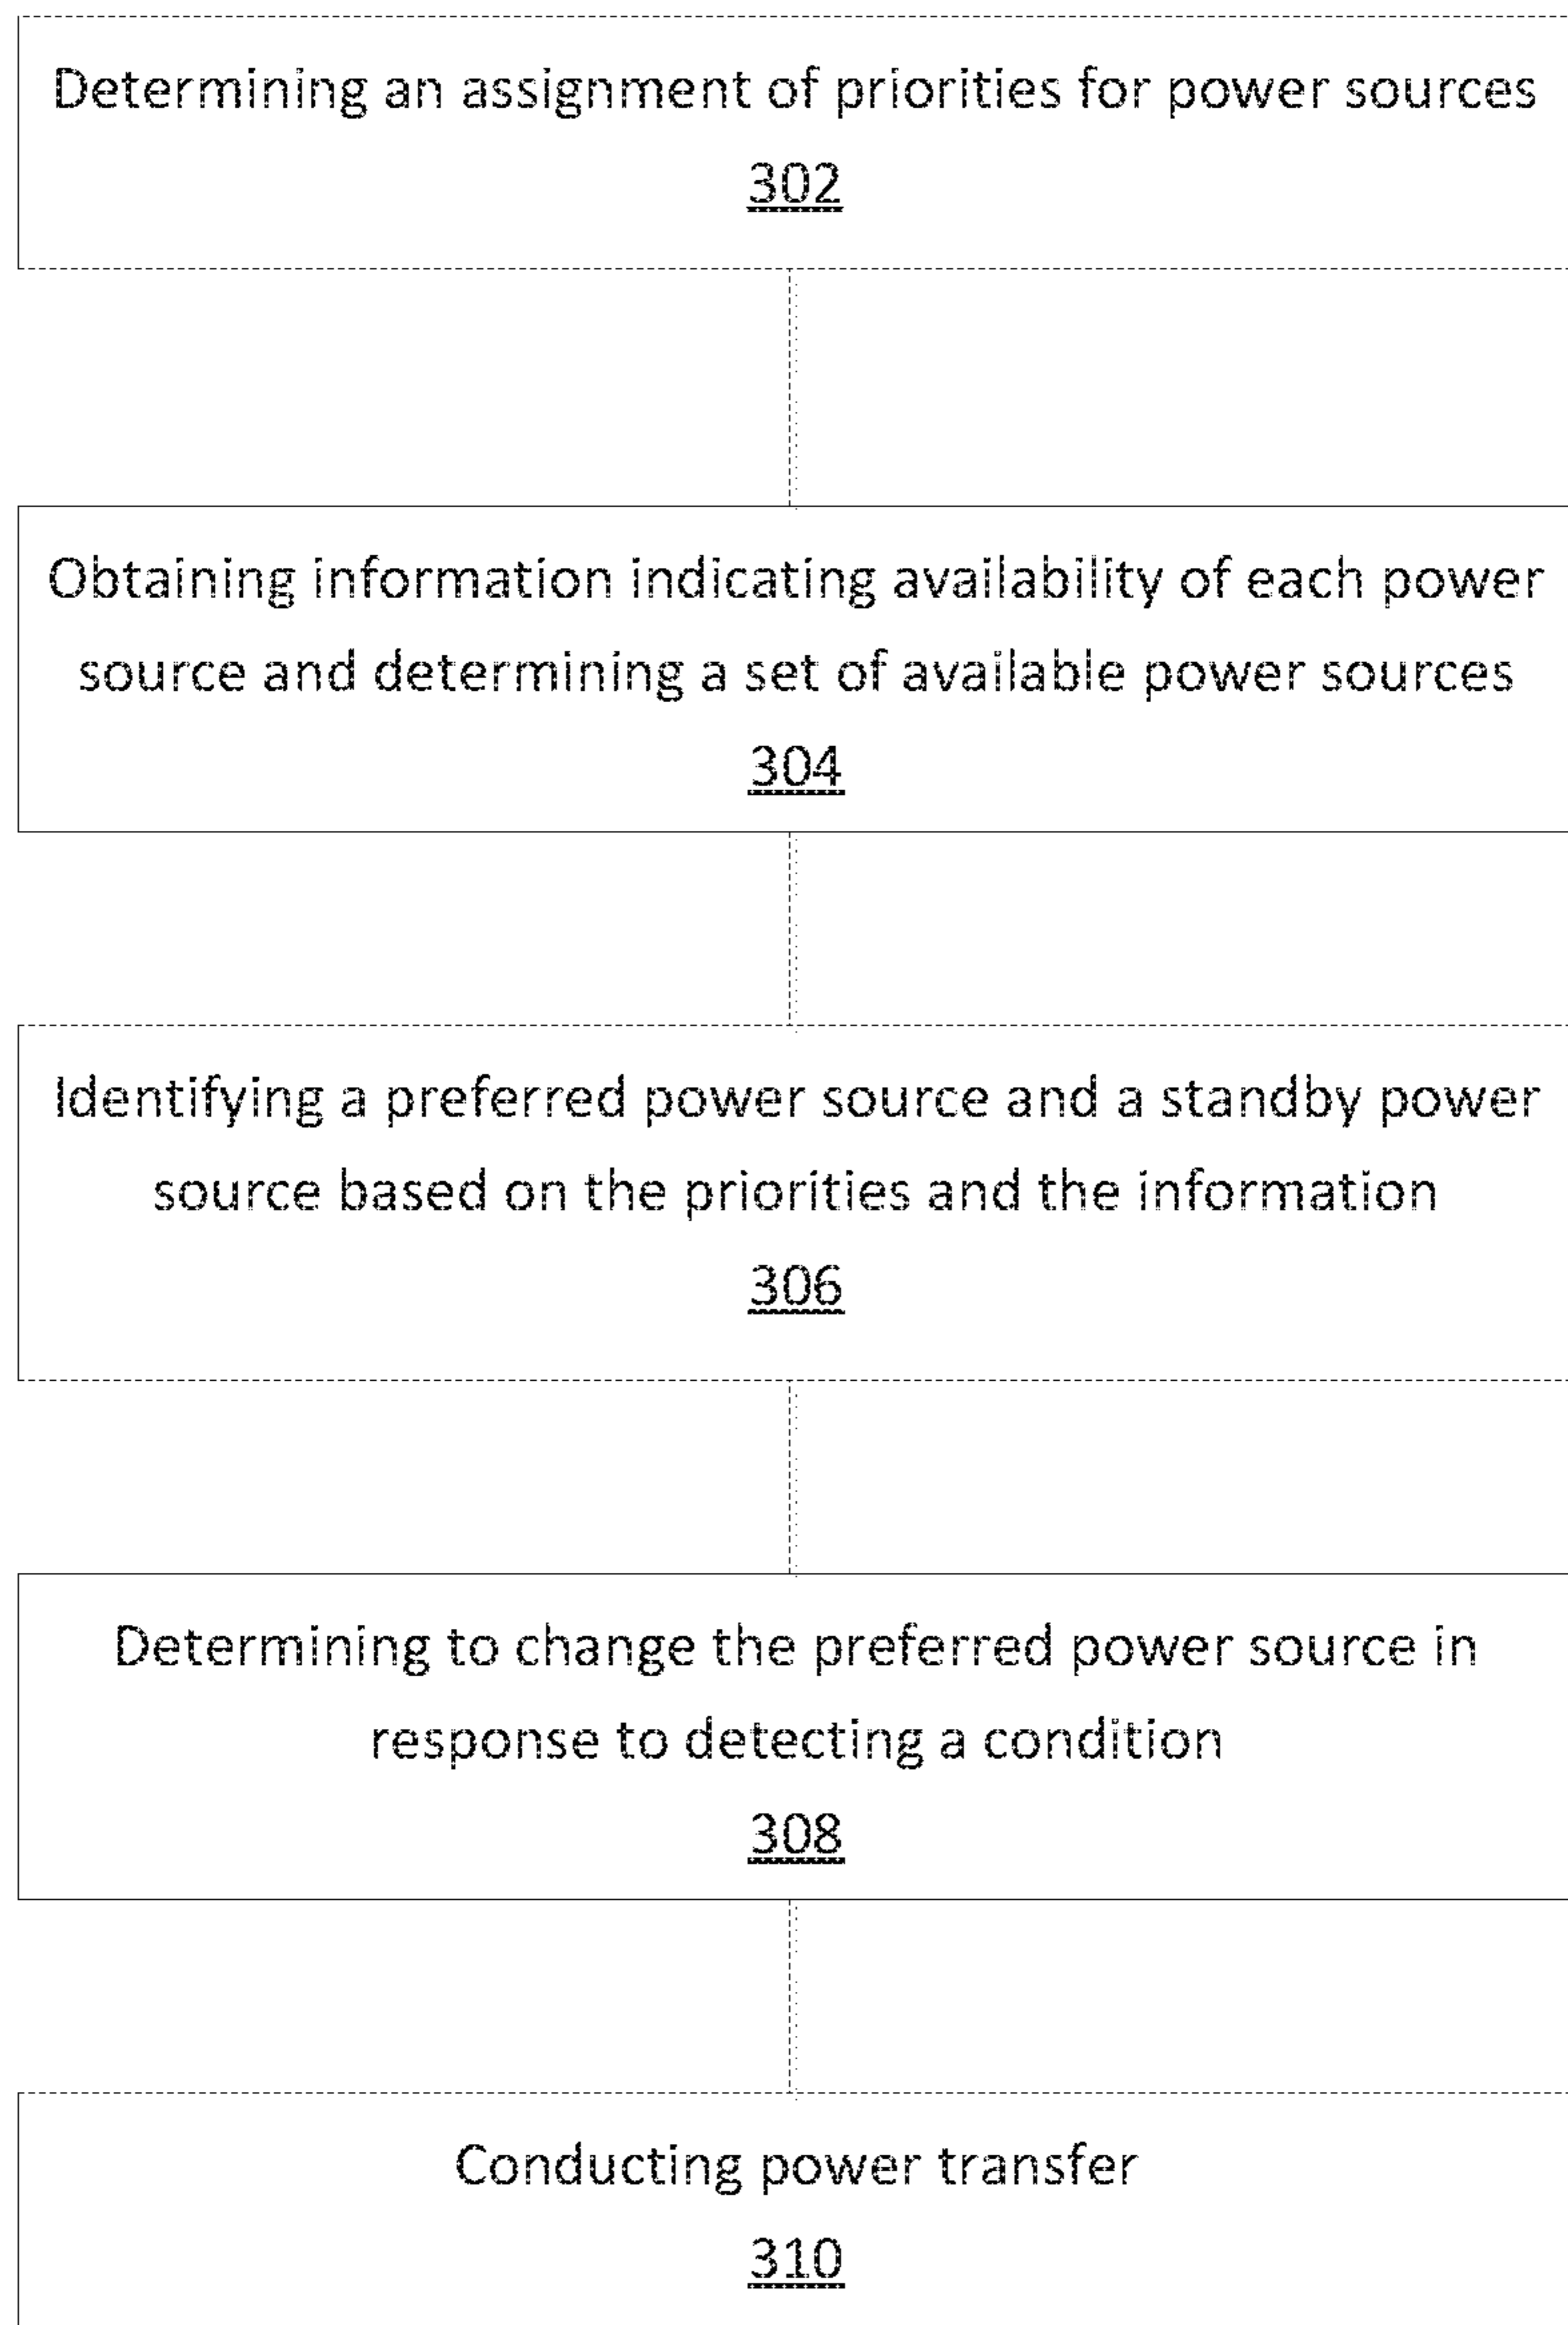 Determining an assignment of priorities for power sources
302
Obtaining information indicating availability of each power
source and determining a set of available power sources
304
Identifying a preferred power source and a standby power
source based on the priorities and the information
306
Determining to change the preferred power source in
response to detecting a condition
308
Conducting power transfer
310